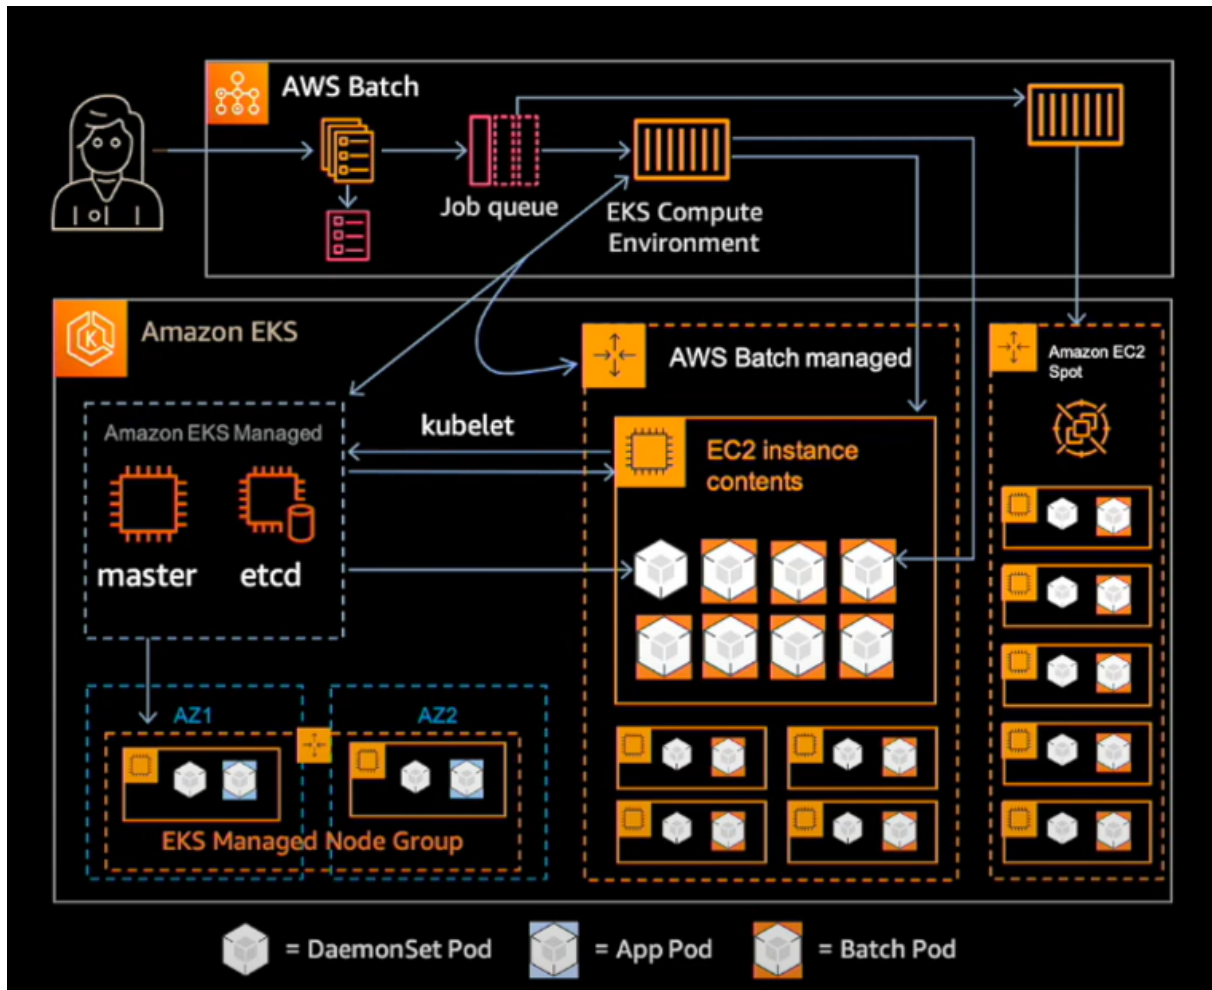 AWS Batch
Job queue
EKS Compute
Environment
Amazon EKS
K
AWS Batch managed
Amazon EC2
Spot
Amazon EKS Managed
kubelet
EC2 instance
contents
master
etcd
AZ1
AZ2
EKS Managed Node Group
= DaemonSet Pod
= App Pod
= Batch Pod